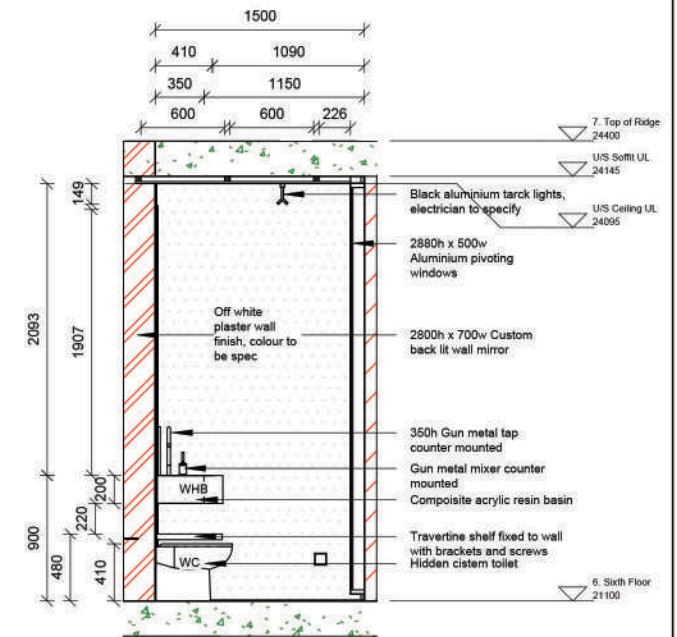 1500
410
1090
350
1150
600
600
226
7. Top of Ridge
24400
U/S Soffit UL
24145
149
Black aluminium tarck lights,
electrician to specify
U/S Ceiling UL
24095
2880h x 500w
Aluminium pivoting
windows
2093
1907
Off white
plaster wall
finish, colour to
be spec
2800h x 700w Custom
back lit wall mirror
350h Gun metal tap
counter mounted
Gun metal mixer counter
mounted
WHB
200
Compoisite acrylic resin basin
220
900
480
410
Travertine shelf fixed to wall
with brackets and screws
WC
Hidden cistem toilet
6. Sixth Floor
21100